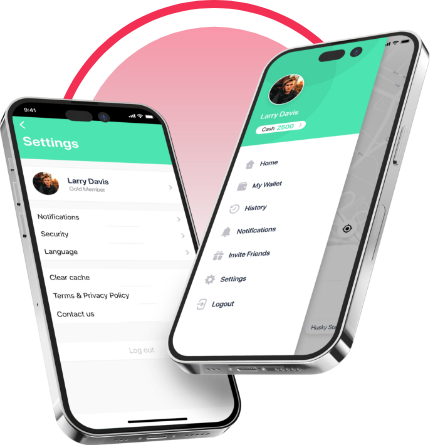 9:41
Settings
Larry Davis
Gold Member
Notifications
Security
Language
Clear cache
Terms & Privacy Policy
Contact us
Log out
Larry Davis
Cash 2500
Home
My Wallet
History
Notifications
Invite Friends
Settings
Logout
Husky